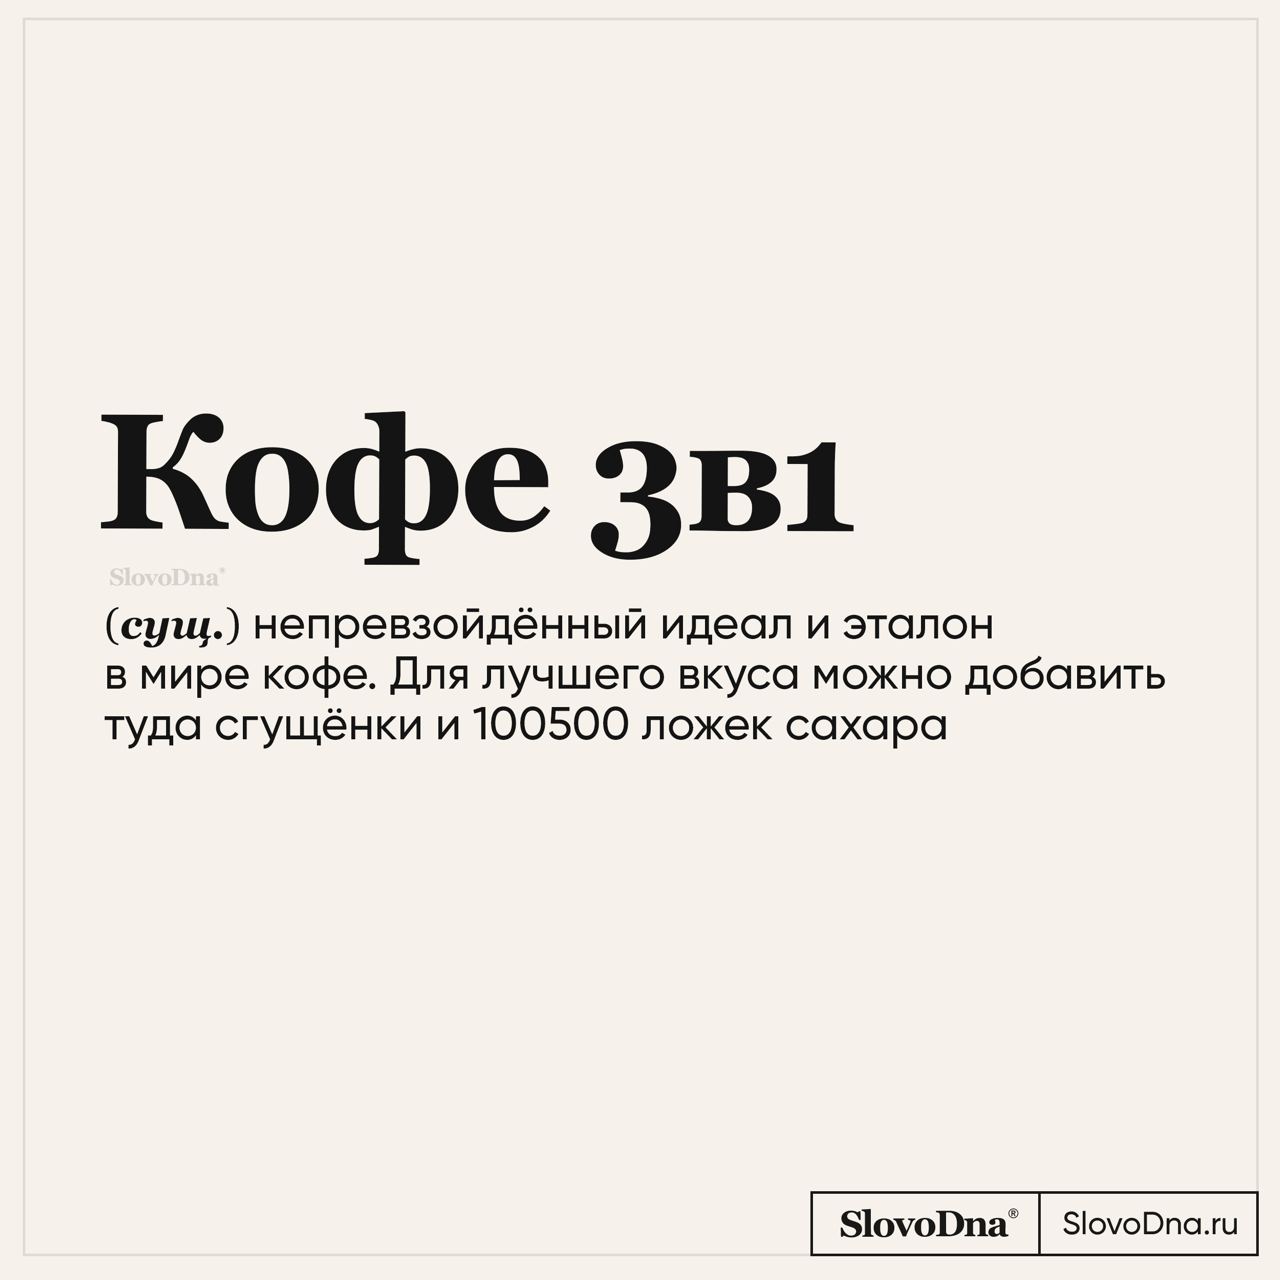 Кофе 3в1
SlovoDna®
(сущ.) непревзойдённый идеал и эталон
в мире кофе. Для лучшего вкуса можно добавить
туда сгущёнки и 100500 ложек сахара
SlovoDna® SlovoDna.ru